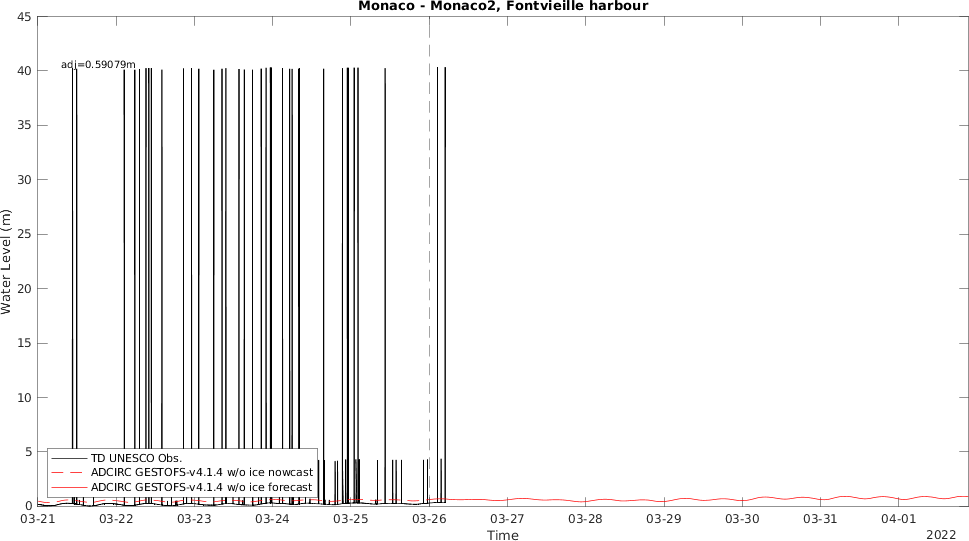 Monaco - Monaco2, Fontvieille harbour
45
40
35
30
25
20
15
10
5
0
Water Level (m)
adj=0.59079m
TD UNESCO Obs.
ADCIRC GESTOFS-v4.1.4 w/o ice nowcast
ADCIRC GESTOFS-v4.1.4 w/o ice forecast
03-21 03-22 03-23 03-24 03-25 03-26 03-27 03-28 03-29 03-30 03-31 04-01
Time
2022